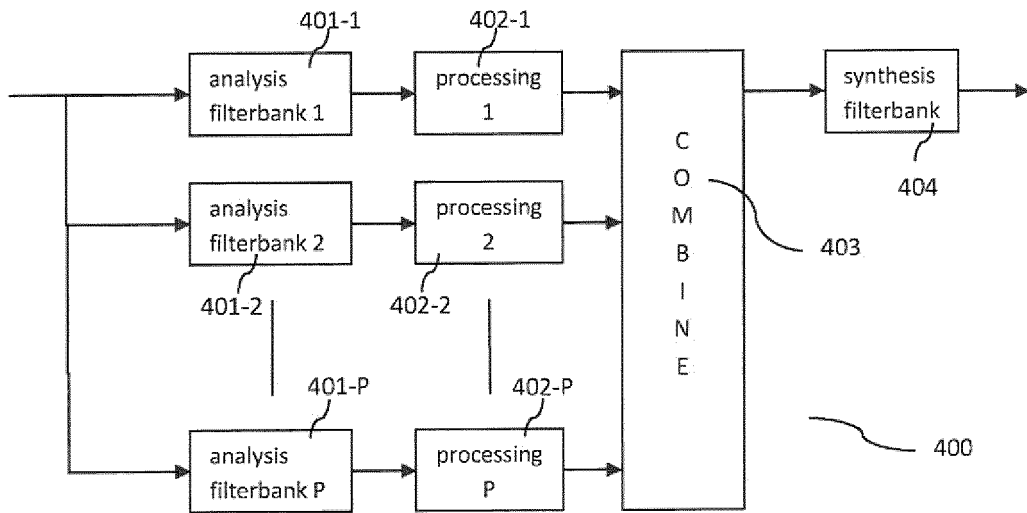 401-1
402-1
analysis
filterbank 1
processing
1
synthesis
filterbank
404
analysis
filterbank 2
processing
2
401-2
402-2
COMBINE
403
401-P
402-P
analysis
filterbank P
processing
P
400